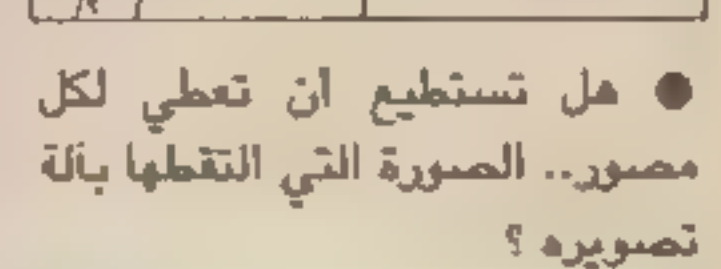 ● هل تستطيع ان تعطي لكل
مصور.. الصورة التي التقطها بآلة
تصويره ؟